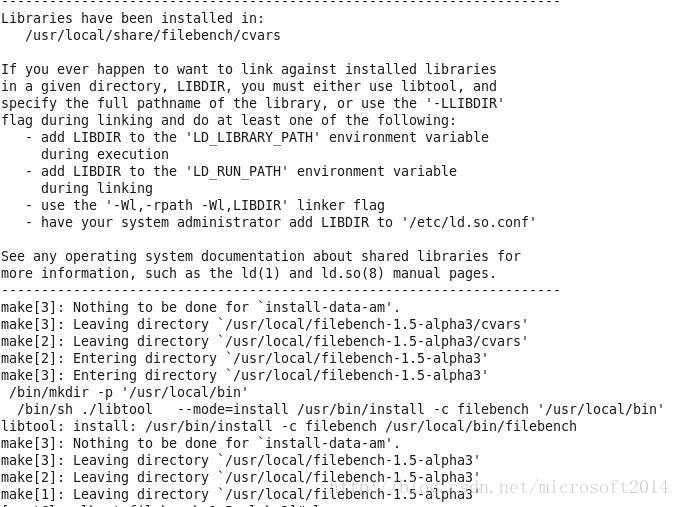 ----------------------------------------------------------------------
Libraries have been installed in:
   /usr/local/share/filebench/cvars

If you ever happen to want to link against installed libraries
in a given directory, LIBDIR, you must either use libtool, and
specify the full pathname of the library, or use the '-LLIBDIR'
flag during linking and do at least one of the following:
   - add LIBDIR to the 'LD_LIBRARY_PATH' environment variable
     during execution
   - add LIBDIR to the 'LD_RUN_PATH' environment variable
     during linking
   - use the '-Wl,-rpath -Wl,LIBDIR' linker flag
   - have your system administrator add LIBDIR to '/etc/ld.so.conf'

See any operating system documentation about shared libraries for
more information, such as the ld(1) and ld.so(8) manual pages.
----------------------------------------------------------------------
make[3]: Nothing to be done for `install-data-am'.
make[3]: Leaving directory `/usr/local/filebench-1.5-alpha3/cvars'
make[2]: Leaving directory `/usr/local/filebench-1.5-alpha3/cvars'
make[2]: Entering directory `/usr/local/filebench-1.5-alpha3'
make[3]: Entering directory `/usr/local/filebench-1.5-alpha3'
 /bin/mkdir -p '/usr/local/bin'
  /bin/sh ./libtool   --mode=install /usr/bin/install -c filebench '/usr/local/bin'
libtool: install: /usr/bin/install -c filebench /usr/local/bin/filebench
make[3]: Nothing to be done for `install-data-am'.
make[3]: Leaving directory `/usr/local/filebench-1.5-alpha3'
make[2]: Leaving directory `/usr/local/filebench-1.5-alpha3'
make[1]: Leaving directory `/usr/local/filebench-1.5-alpha3'
http://blog.csdn.net/microsoft2014